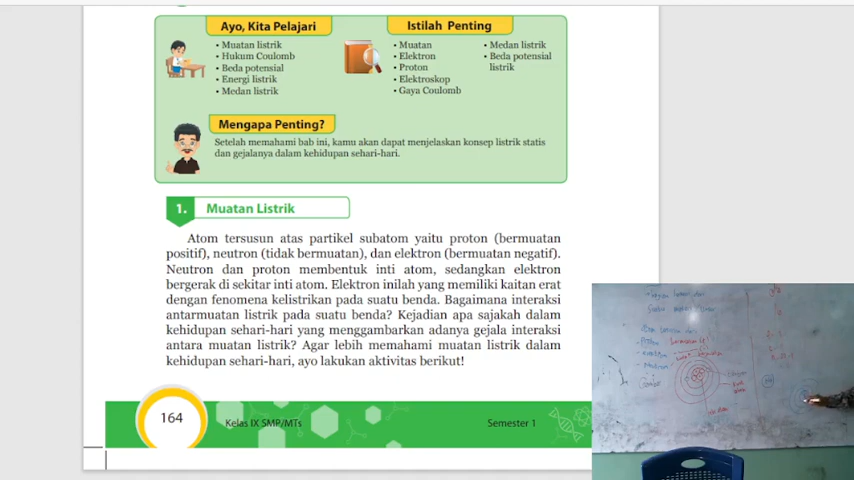 Ayo, Kita Pelajari
• Muatan listrik
• Hukum Coulomb
• Beda potensial
• Energi listrik
• Medan listrik
Istilah Penting
• Muatan
• Elektron
• Proton
• Elektroskop
• Gaya Coulomb
• Medan listrik
• Beda potensial
listrik
Mengapa Penting?
Setelah memahami bab ini, kamu akan dapat menjelaskan konsep listrik statis
dan gejalanya dalam kehidupan sehari-hari.
1. Muatan Listrik
Atom tersusun atas partikel subatom yaitu proton (bermuatan
positif), neutron (tidak bermuatan), dan elektron (bermuatan negatif).
Neutron dan proton membentuk inti atom, sedangkan elektron
bergerak di sekitar inti atom. Elektron inilah yang memiliki kaitan erat
dengan fenomena kelistrikan pada suatu benda. Bagaimana interaksi
antarmuatan listrik pada suatu benda? Kejadian apa sajakah dalam
kehidupan sehari-hari yang menggambarkan adanya gejala interaksi
antara muatan listrik? Agar lebih memahami muatan listrik dalam
kehidupan sehari-hari, ayo lakukan aktivitas berikut!
164
Kelas IX SMP/MTs
Semester 1